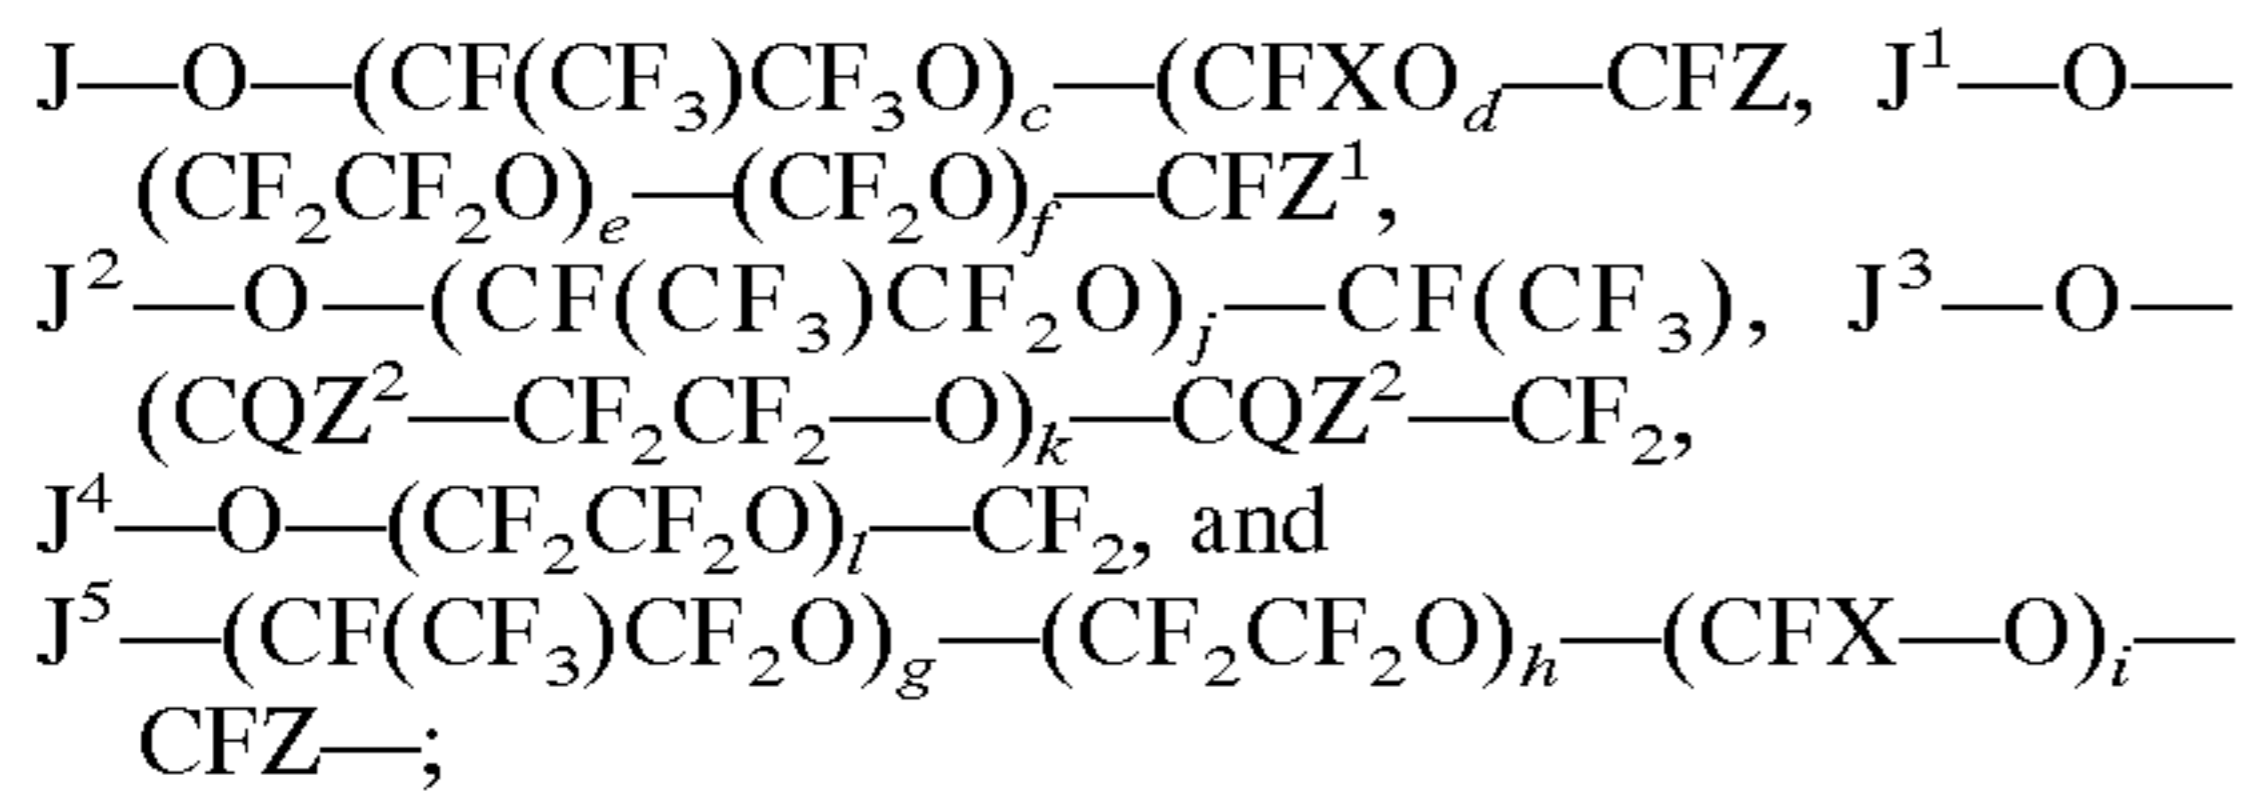 J—O—(CF(CF₃)CF₃O)c—(CFXOd—CFZ, J¹—O—
(CF₂CF₂O)e—(CF₂O)f—CFZ¹,
J²—O—(CF(CF₃)CF₂O)j—CF(CF₃), J³—O—
(CQZ²—CF₂CF₂—O)k—CQZ²—CF₂,
J⁴—O—(CF₂CF₂O)l—CF₂, and
J⁵—(CF(CF₃)CF₂O)g—(CF₂CF₂O)h—(CFX—O)i—
CFZ—;